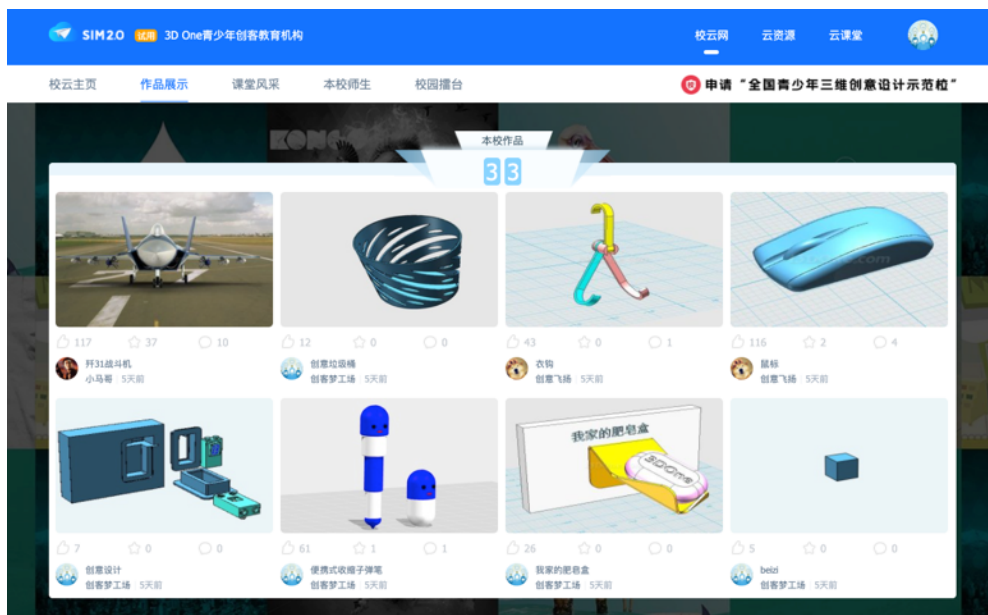 SIM2.0 试用 3D One青少年创客教育机构 校云网 云资源 云课堂
校云主页 作品展示 课堂风采 本校师生 校园擂台 申请“全国青少年三维创意设计示范校”
KONG
本校作品
33
我家的肥皂盒
3DOne
117 37 10 12 0 0 43 0 1 116 2 4
歼31战斗机 创意垃圾桶 衣钩 鼠标
小马哥 5天前 创客梦工场 5天前 创意飞扬 5天前 创意飞扬 5天前
7 0 0 61 1 1 26 0 0 5 0 0
创意设计 便携式收缩子弹笔 我家的肥皂盒 beizi
创客梦工场 5天前 创客梦工场 5天前 创客梦工场 5天前 创客梦工场 5天前